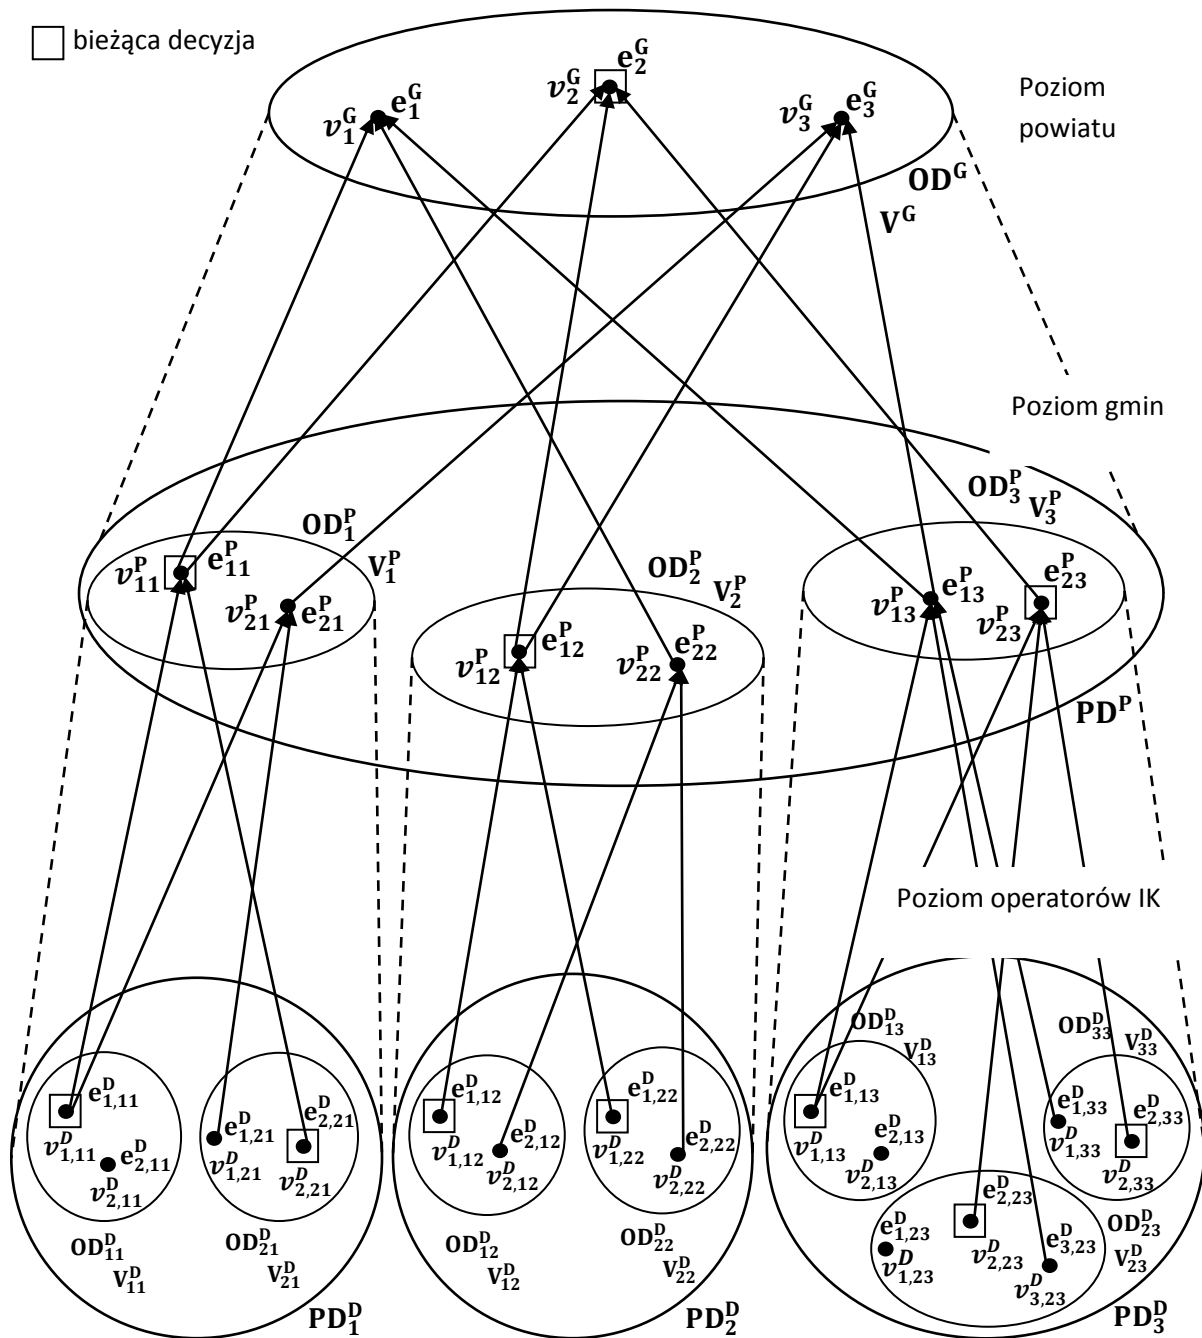 bieżąca decyzja
e₂ᴳ
v₂ᴳ
e₁ᴳ
v₁ᴳ
e₃ᴳ
v₃ᴳ
Poziom
powiatu
ODᴳ
Vᴳ
Poziom gmin
OD₁ᴾ
V₁ᴾ
e₁₁ᴾ
v₁₁ᴾ
v₂₁ᴾ
e₂₁ᴾ
OD₂ᴾ
V₂ᴾ
e₁₂ᴾ
v₁₂ᴾ
e₂₂ᴾ
v₂₂ᴾ
OD₃ᴾ
V₃ᴾ
e₁₃ᴾ
v₁₃ᴾ
e₂₃ᴾ
v₂₃ᴾ
PDᴾ
Poziom operatorów IK
e₁,₁₁ᴰ
v₁,₁₁ᴰ
e₂,₁₁ᴰ
v₂,₁₁ᴰ
OD₁₁ᴰ
V₁₁ᴰ
e₁,₂₁ᴰ
v₁,₂₁ᴰ
e₂,₂₁ᴰ
v₂,₂₁ᴰ
OD₂₁ᴰ
V₂₁ᴰ
PD₁ᴰ
e₁,₁₂ᴰ
v₁,₁₂ᴰ
e₂,₁₂ᴰ
v₂,₁₂ᴰ
OD₁₂ᴰ
V₁₂ᴰ
e₁,₂₂ᴰ
v₁,₂₂ᴰ
e₂,₂₂ᴰ
v₂,₂₂ᴰ
OD₂₂ᴰ
V₂₂ᴰ
PD₂ᴰ
OD₁₃ᴰ
V₁₃ᴰ
e₁,₁₃ᴰ
v₁,₁₃ᴰ
e₂,₁₃ᴰ
v₂,₁₃ᴰ
OD₃₃ᴰ
V₃₃ᴰ
e₁,₃₃ᴰ
v₁,₃₃ᴰ
e₂,₃₃ᴰ
v₂,₃₃ᴰ
e₁,₂₃ᴰ
v₁,₂₃ᴰ
e₂,₂₃ᴰ
v₂,₂₃ᴰ
e₃,₂₃ᴰ
v₃,₂₃ᴰ
OD₂₃ᴰ
V₂₃ᴰ
PD₃ᴰ